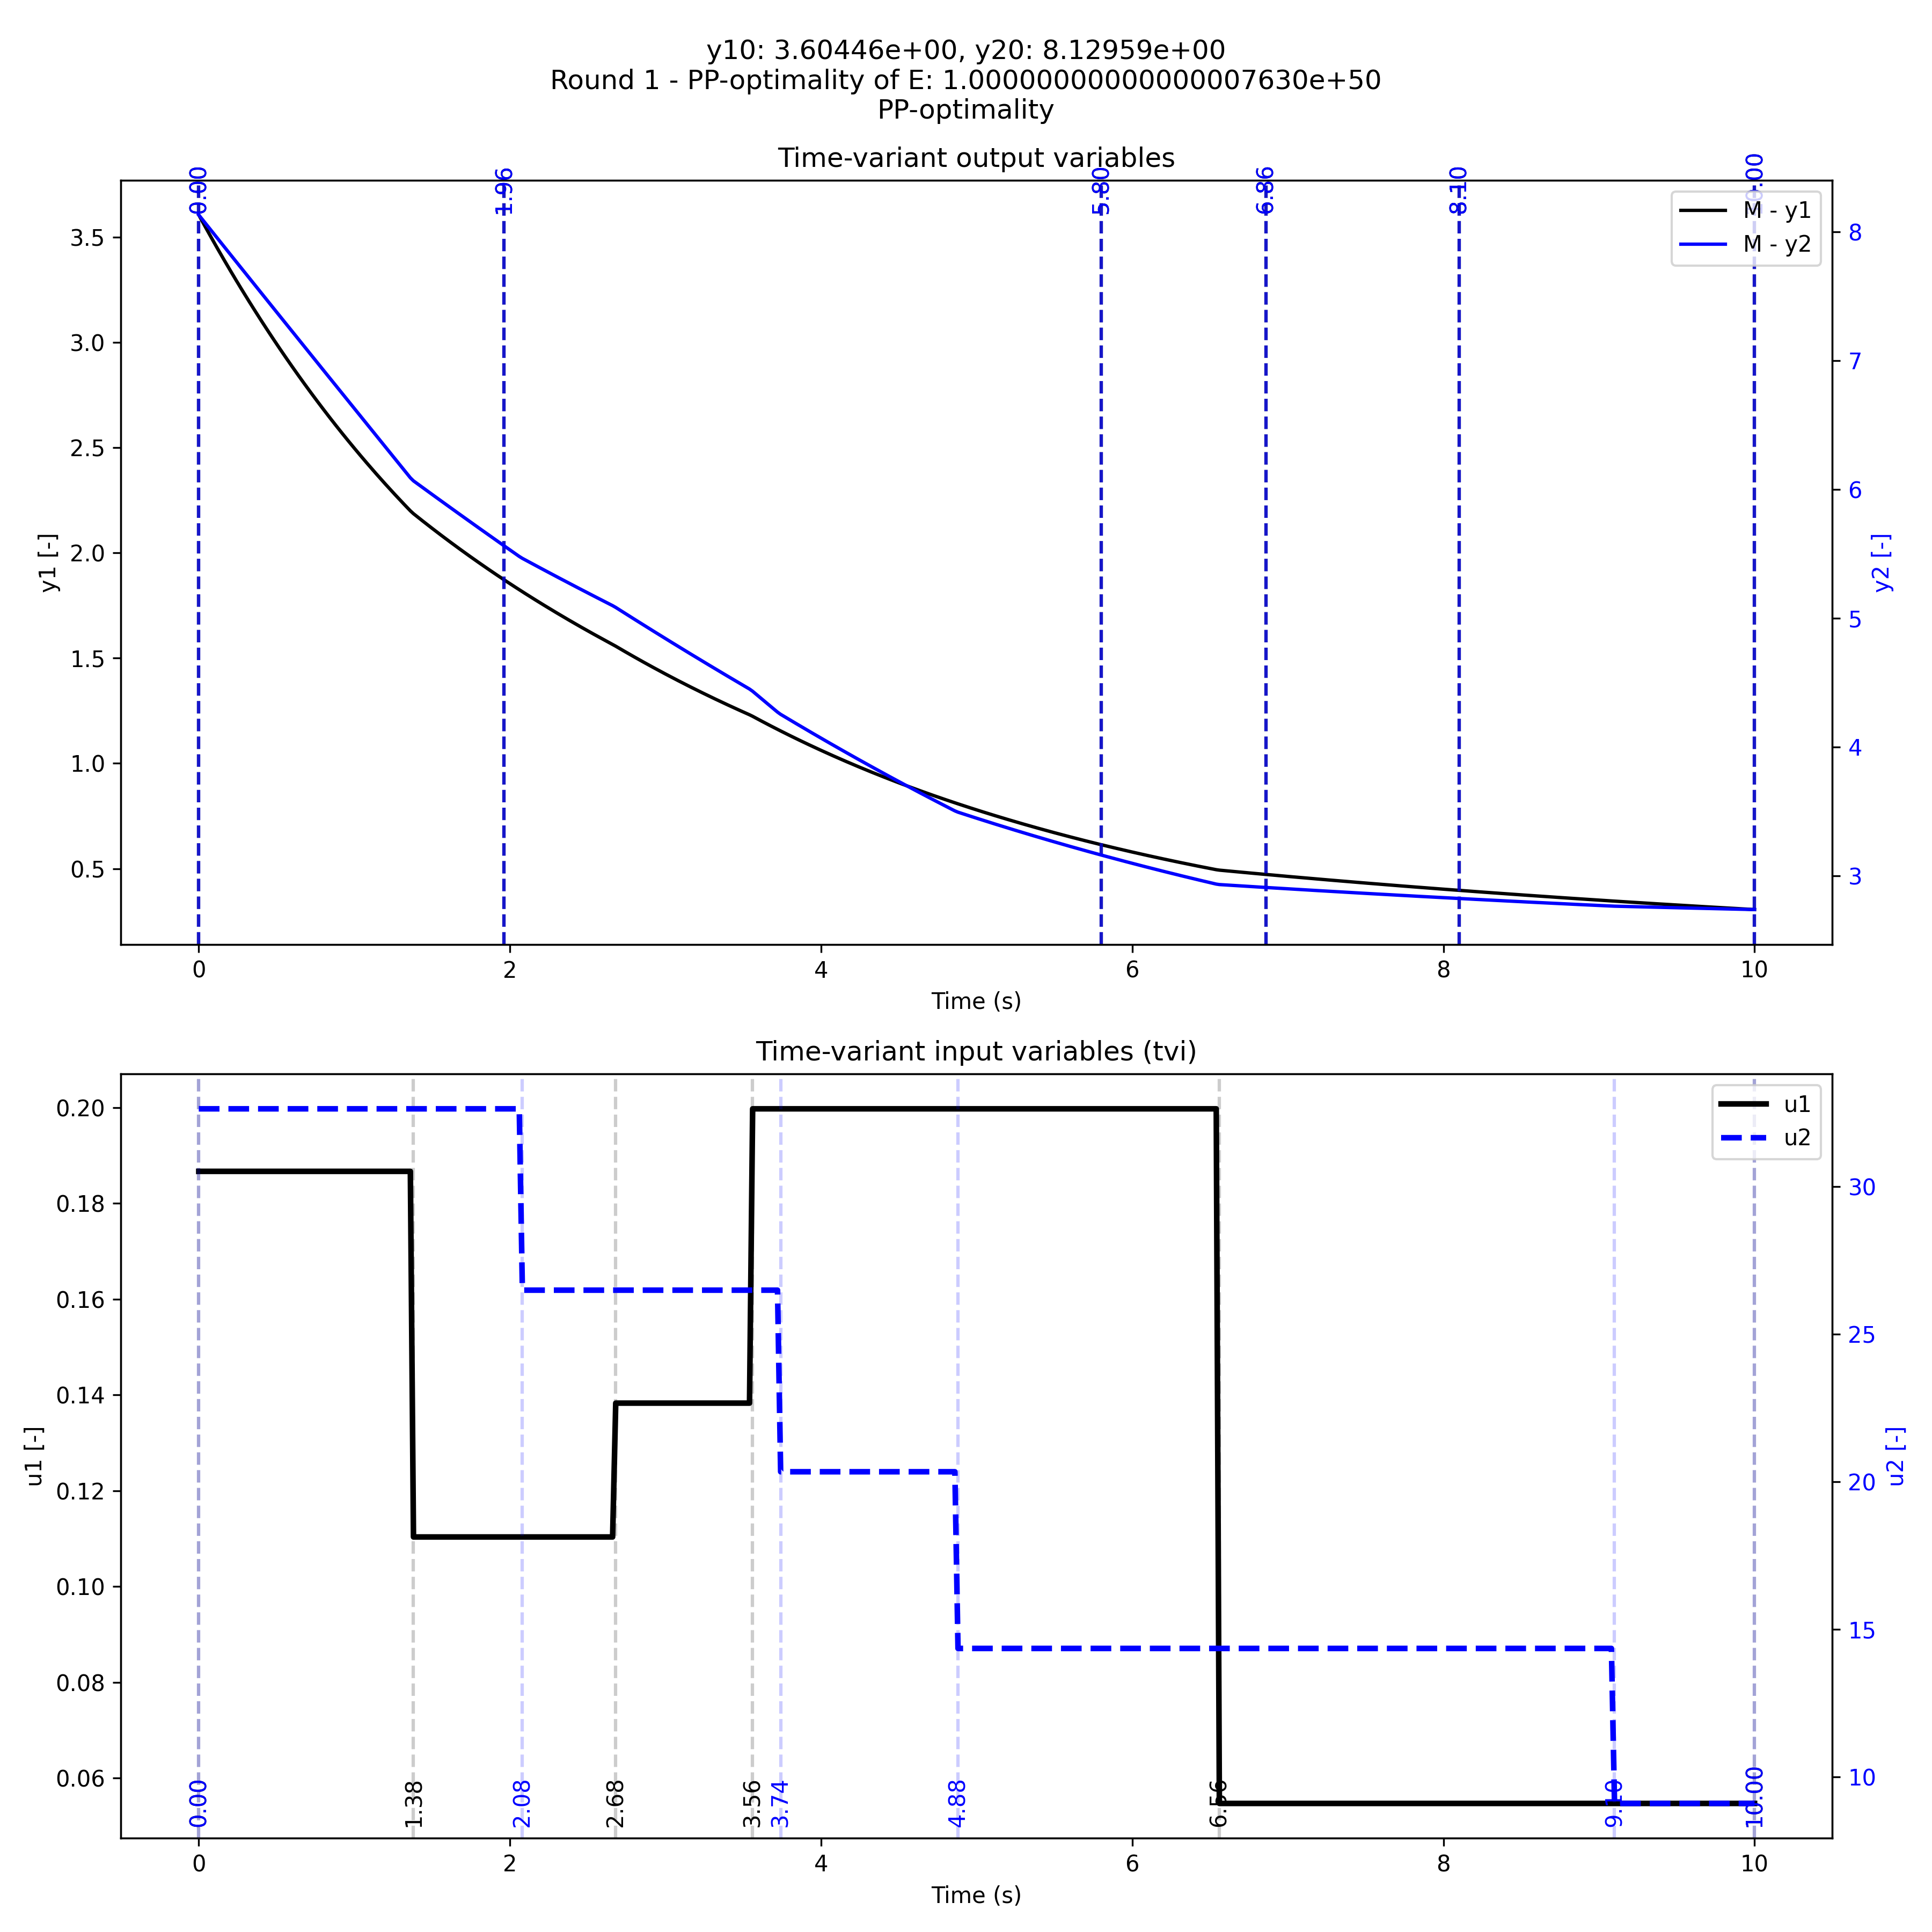 y10: 3.60446e+00, y20: 8.12959e+00
Round 1 - PP-optimality of E: 1.00000000000000007630e+50
PP-optimality
Time-variant output variables
0.00
1.96
5.80
6.86
8.10
M - y1
M - y2
3.5
3.0
2.5
2.0
1.5
1.0
0.5
y1 [-]
8
7
6
5
4
3
y2 [-]
0 2 4 6 8 10
Time (s)
Time-variant input variables (tvi)
u1
u2
0.20
0.18
0.16
0.14
0.12
0.10
0.08
0.06
u1 [-]
30
25
20
15
10
u2 [-]
0.00
1.38
2.08
2.68
3.56
3.74
4.88
6.56
9.10
10.00
0 2 4 6 8 10
Time (s)